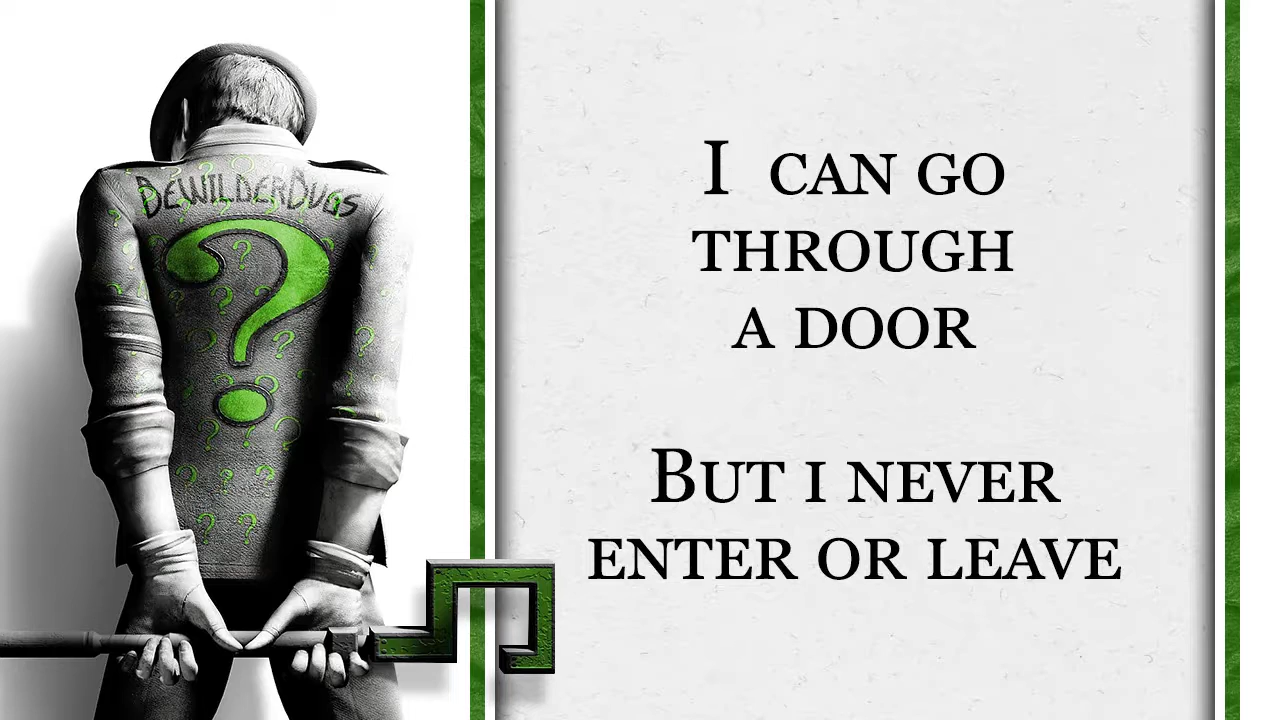 BEWILDERBUGS
?
I CAN GO
THROUGH
A DOOR
BUT I NEVER
ENTER OR LEAVE